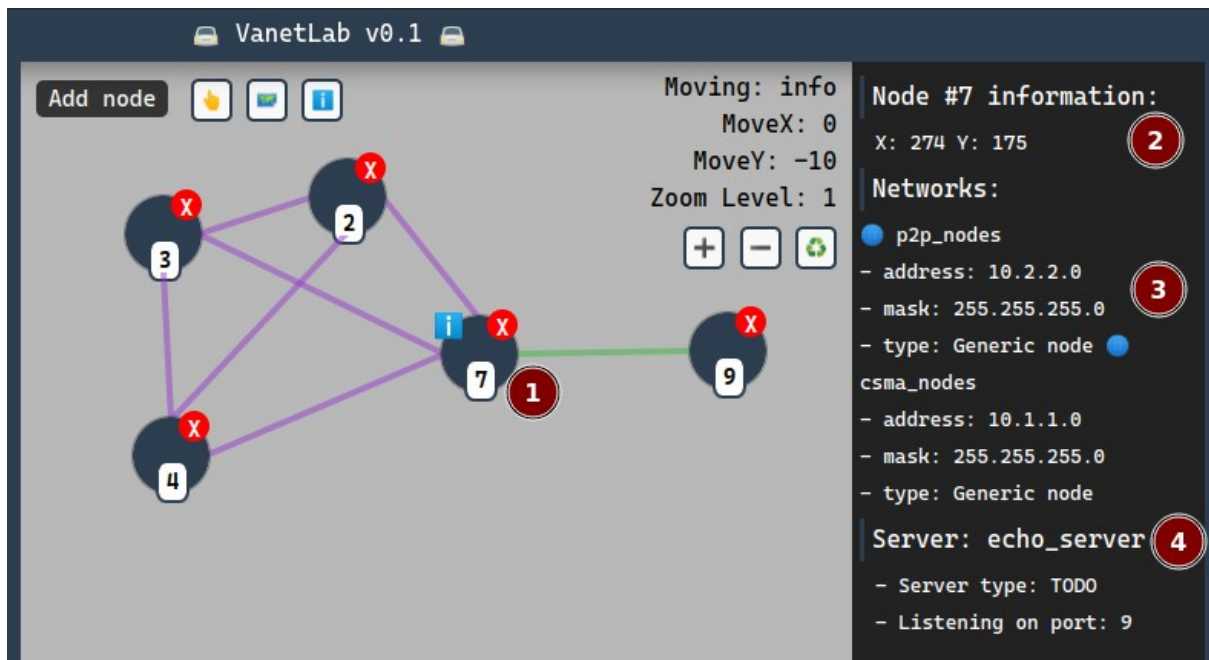 VanetLab v0.1
Add node
Moving: info
MoveX: 0
MoveY: -10
Zoom Level: 1
+ -
X
2
X
3
i
X
7
1
X
9
X
4
Node #7 information:
X: 274 Y: 175
2
Networks:
p2p_nodes
- address: 10.2.2.0
- mask: 255.255.255.0
3
- type: Generic node
csma_nodes
- address: 10.1.1.0
- mask: 255.255.255.0
- type: Generic node
Server: echo_server
4
- Server type: TODO
- Listening on port: 9